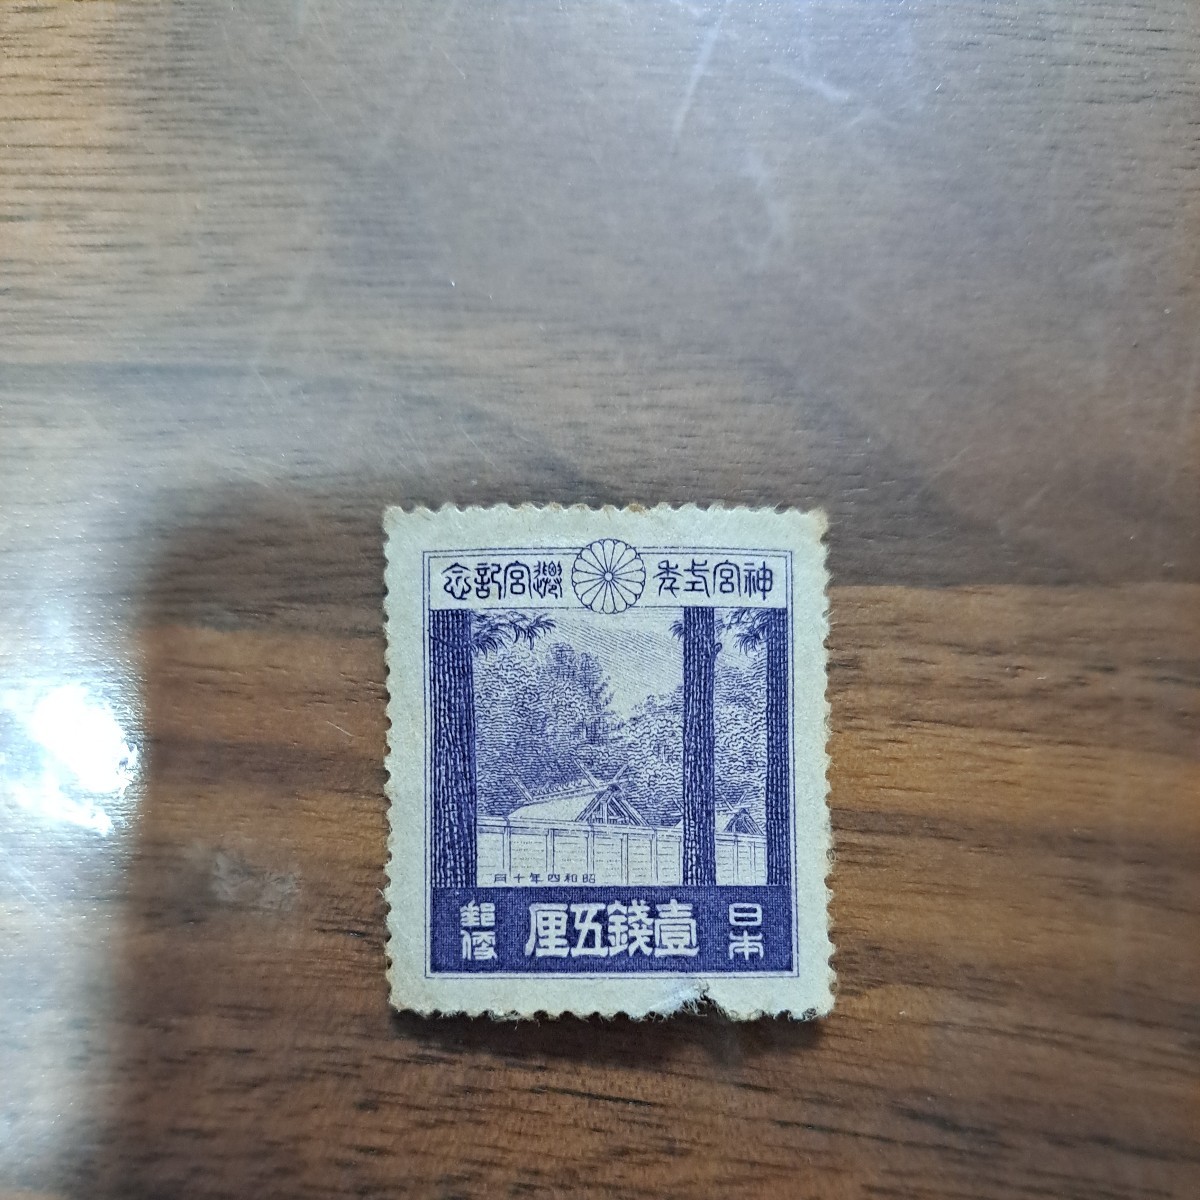 神宮式年遷宮記念
昭和四年十月
日本郵便
壹錢五厘